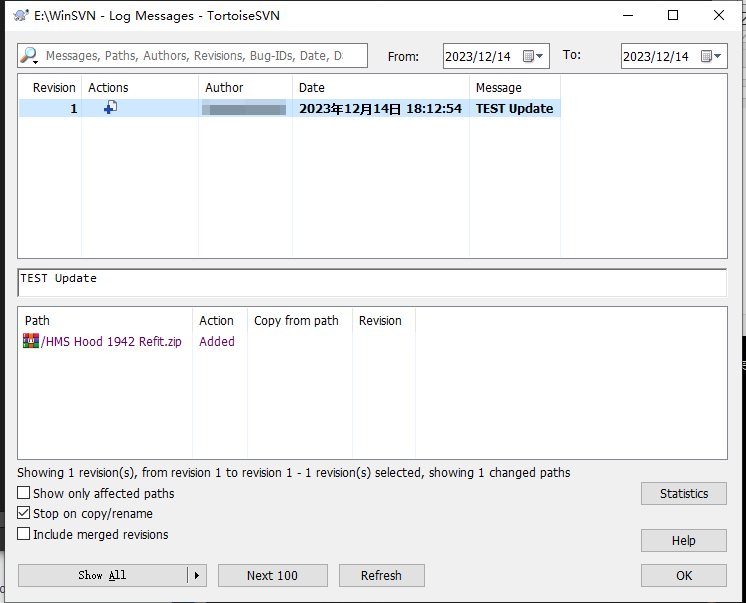 E:\WinSVN - Log Messages - TortoiseSVN
Messages, Paths, Authors, Revisions, Bug-IDs, Date, D From: 2023/12/14 To: 2023/12/14
Revision Actions Author Date Message
1 2023年12月14日 18:12:54 TEST Update
TEST Update
Path Action Copy from path Revision
/HMS Hood 1942 Refit.zip Added
Showing 1 revision(s), from revision 1 to revision 1 - 1 revision(s) selected, showing 1 changed paths
Show only affected paths
Statistics
Stop on copy/rename
Include merged revisions
Help
Show All Next 100 Refresh OK